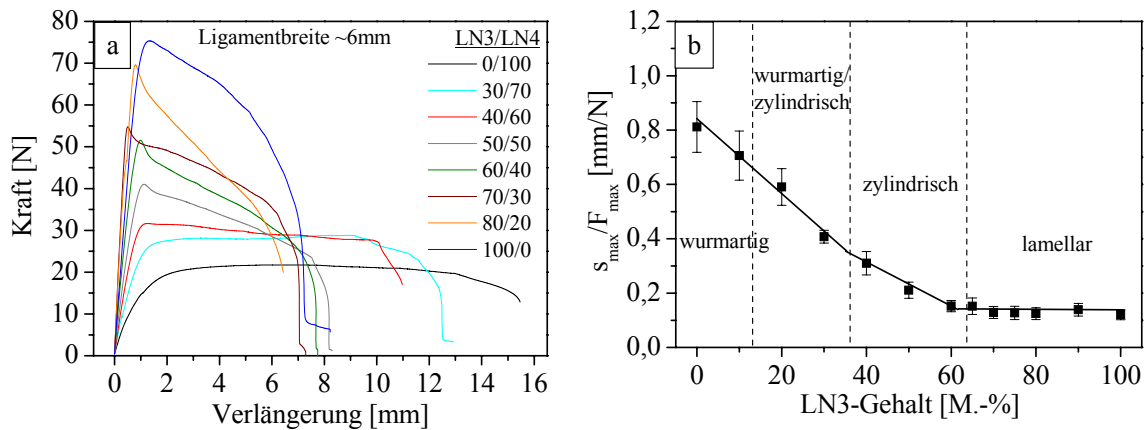 a
Ligamentbreite ~6mm
LN3/LN4
0/100
30/70
40/60
50/50
60/40
70/30
80/20
100/0
80
70
60
50
40
30
20
10
0
Kraft [N]
0 2 4 6 8 10 12 14 16
Verlängerung [mm]
b
wurmartig/
zylindrisch
zylindrisch
wurmartig
lamellar
1,2
1,0
0,8
0,6
0,4
0,2
0,0
s_max/F_max [mm/N]
0 20 40 60 80 100
LN3-Gehalt [M.-%]